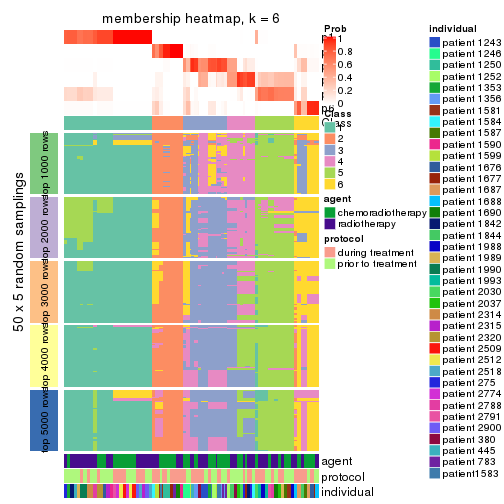 membership heatmap, k = 6
50 x 5 random samplings
top 1000 rows
top 2000 rows
top 3000 rows
top 4000 rows
top 5000 rows
p1
Class
agent
protocol
individual
Prob
1
0.8
0.6
0.4
0.2
0
Class
1
2
3
4
5
6
agent
chemoradiotherapy
radiotherapy
protocol
during treatment
prior to treatment
individual
patient 1243
patient 1246
patient 1250
patient 1252
patient 1353
patient 1356
patient 1581
patient 1584
patient 1587
patient 1590
patient 1599
patient 1676
patient 1677
patient 1687
patient 1688
patient 1690
patient 1842
patient 1844
patient 1988
patient 1989
patient 1990
patient 1993
patient 2030
patient 2037
patient 2314
patient 2315
patient 2320
patient 2509
patient 2512
patient 2518
patient 275
patient 2774
patient 2788
patient 2791
patient 2900
patient 380
patient 445
patient 783
patient1583